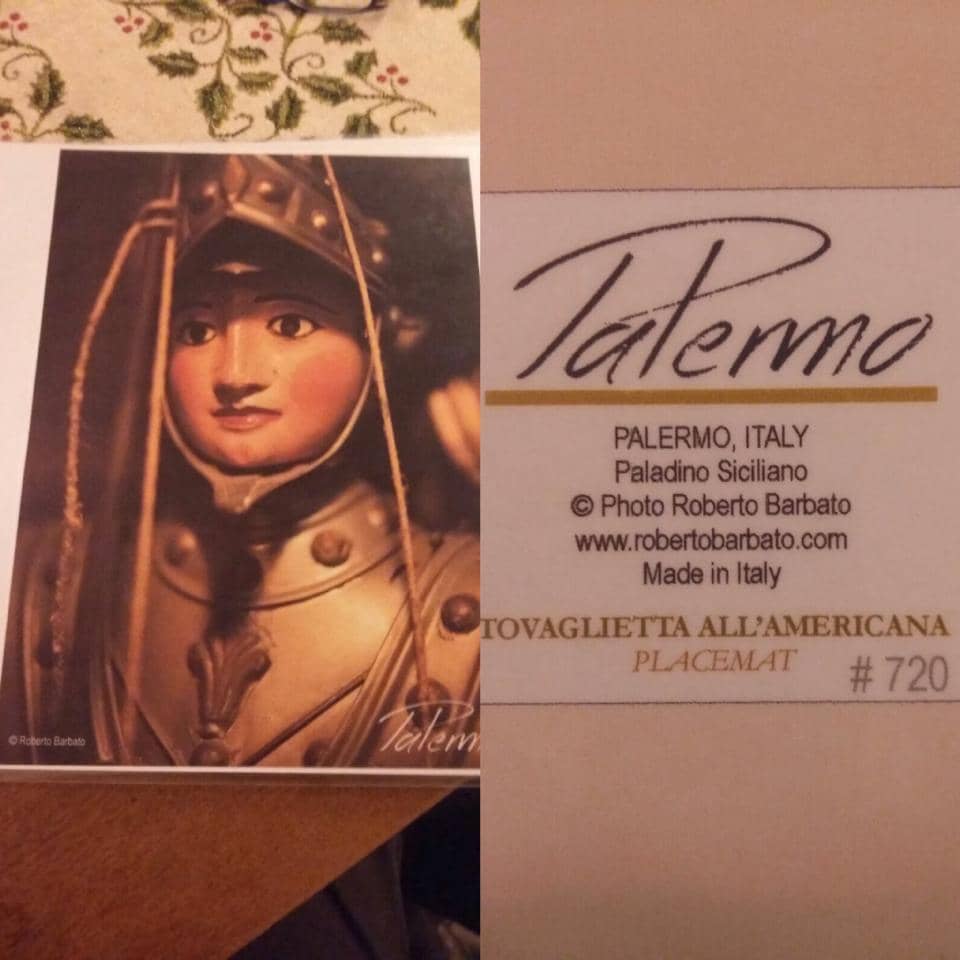 © Roberto Barbato
Palerm
Palermo
PALERMO, ITALY
Paladino Siciliano
© Photo Roberto Barbato
www.robertobarbato.com
Made in Italy
TOVAGLIETTA ALL'AMERICANA
PLACEMAT
# 720